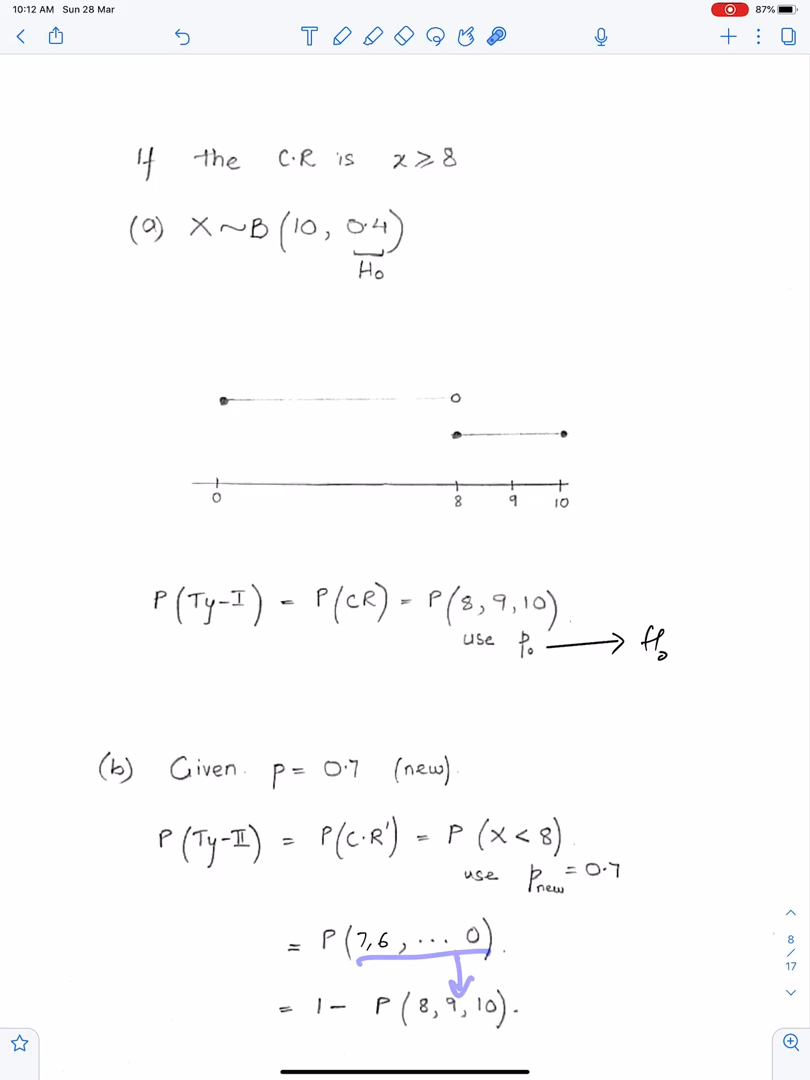 10:12 AM Sun 28 Mar
87%
If the C.R is x ⩾ 8
(a) X ~ B (10, 0.4)
H₀
0 8 9 10
P(Ty-I) = P(CR) = P(8, 9, 10)
use p₀ ⟶ H₀
(b) Given. p = 0.7 (new).
P(Ty-II) = P(C.R') = P (X < 8).
use p_new = 0.7
= P(7,6, ... 0).
= 1 - P(8, 9, 10).
8
/
17